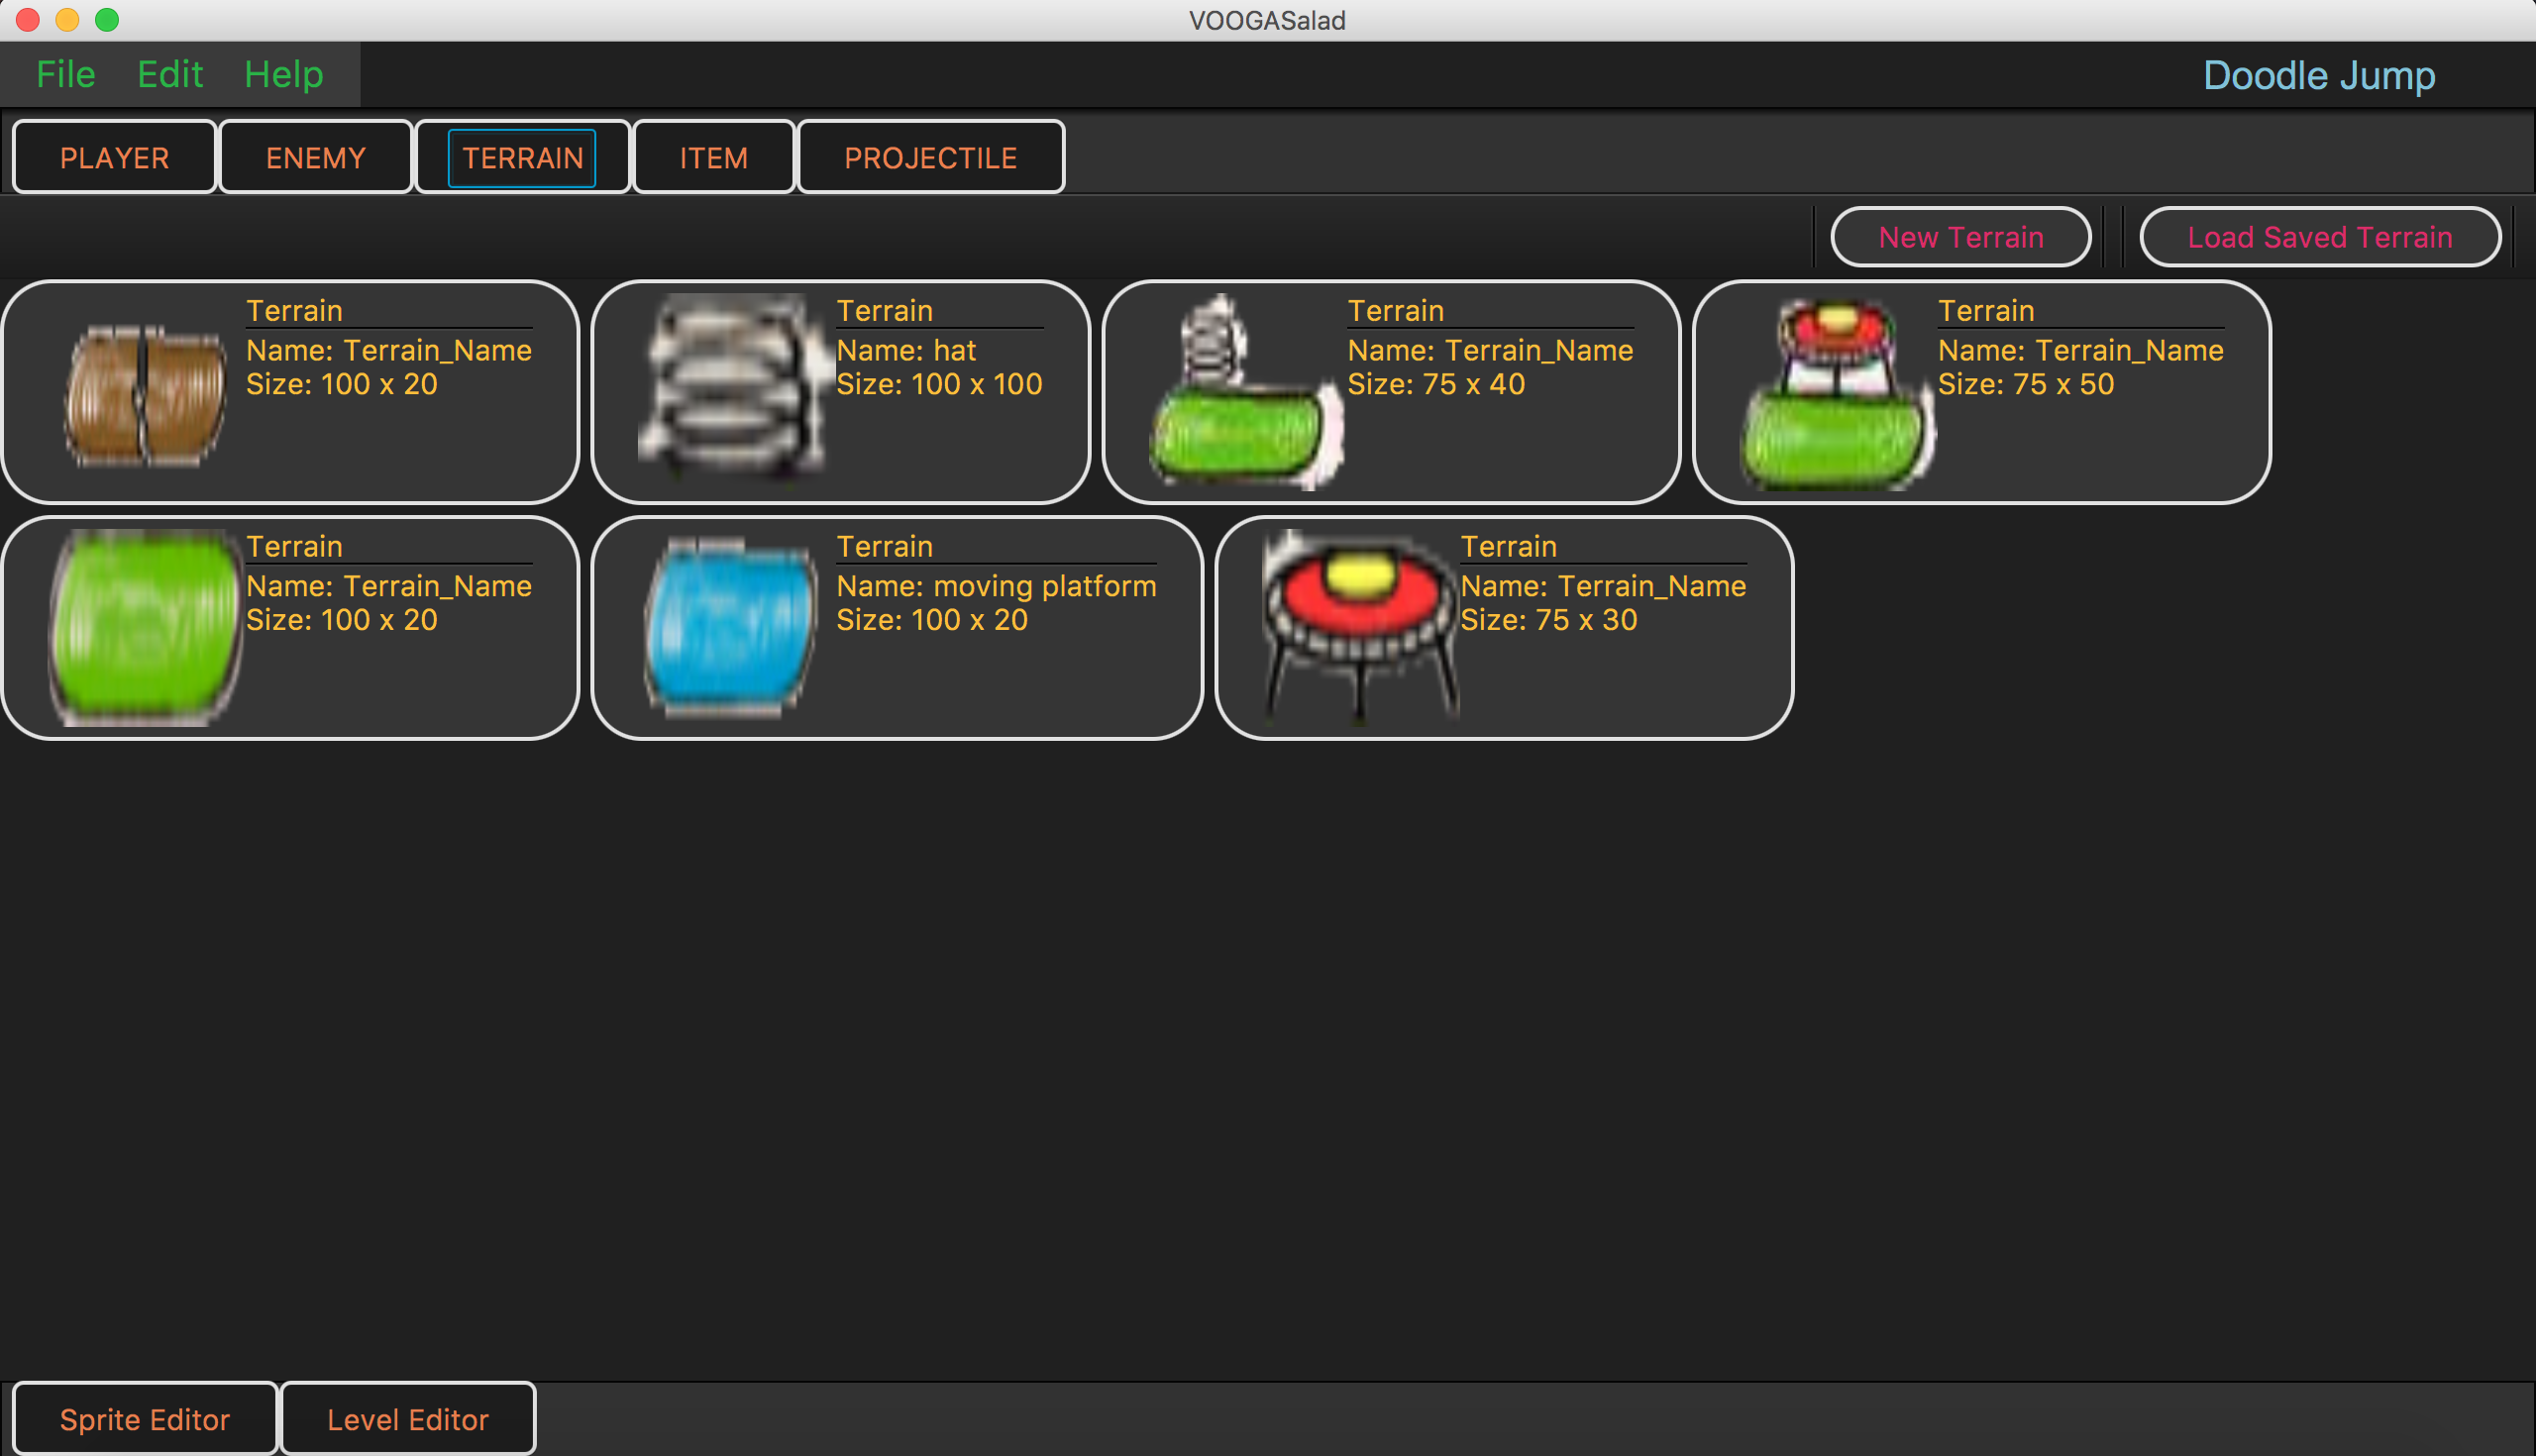 VOOGASalad
File Edit Help
Doodle Jump
PLAYER ENEMY TERRAIN ITEM PROJECTILE
New Terrain Load Saved Terrain
Terrain
Name: Terrain_Name
Size: 100 x 20
Terrain
Name: hat
Size: 100 x 100
Terrain
Name: Terrain_Name
Size: 75 x 40
Terrain
Name: Terrain_Name
Size: 75 x 50
Terrain
Name: Terrain_Name
Size: 100 x 20
Terrain
Name: moving platform
Size: 100 x 20
Terrain
Name: Terrain_Name
Size: 75 x 30
Sprite Editor Level Editor